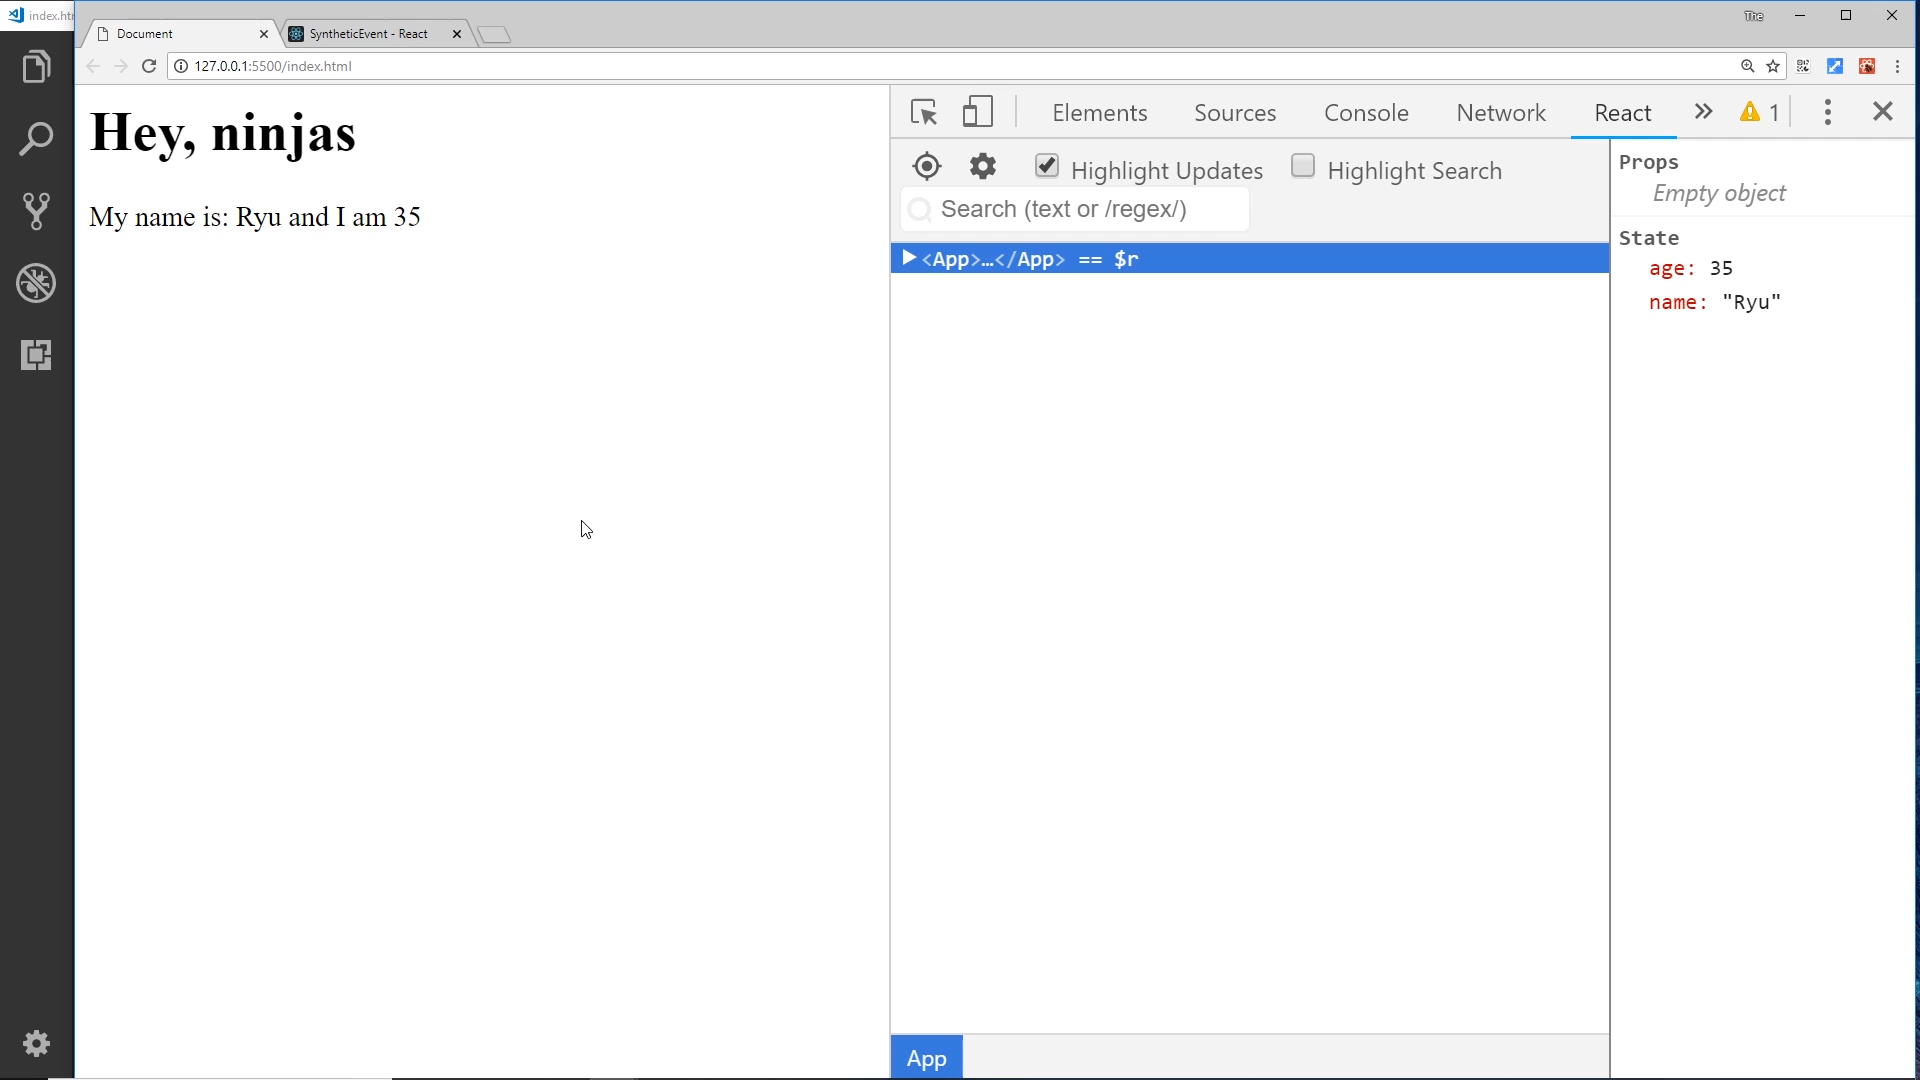 index.ht
The
Document
SyntheticEvent - React
127.0.0.1:5500/index.html
Hey, ninjas
My name is: Ryu and I am 35
Elements Sources Console Network React 1
Highlight Updates Highlight Search
Search (text or /regex/)
<App>…</App> == $r
App
Props
Empty object
State
age: 35
name: "Ryu"